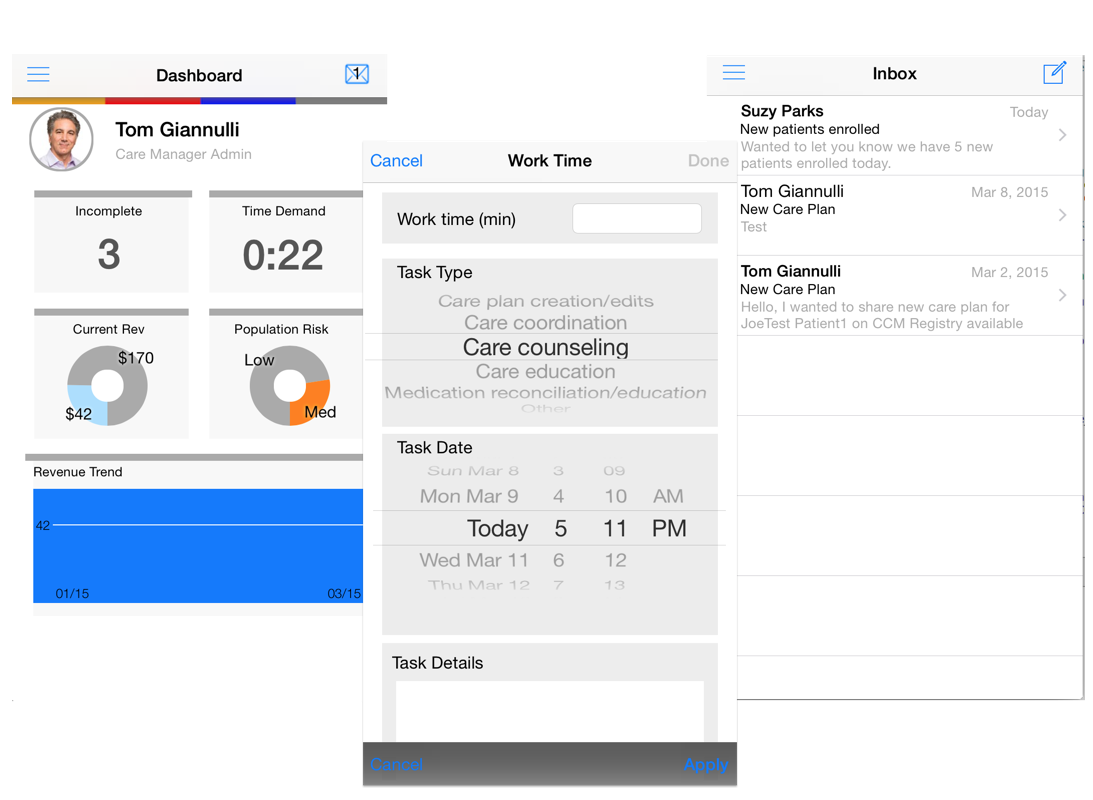 Dashboard
1
Tom Giannulli
Care Manager Admin
Incomplete
3
Time Demand
0:22
Current Rev
$170
$42
Population Risk
Low
Med
Revenue Trend
42
01/15
03/15
Cancel
Work Time
Done
Work time (min)
Task Type
Care plan creation/edits
Care coordination
Care counseling
Care education
Medication reconciliation/education
Other
Task Date
Sun Mar 8 3 09
Mon Mar 9 4 10 AM
Today 5 11 PM
Wed Mar 11 6 12
Thu Mar 12 7 13
Task Details
Cancel
Apply
Inbox
Suzy Parks
Today
New patients enrolled
Wanted to let you know we have 5 new
patients enrolled today.
Tom Giannulli
Mar 8, 2015
New Care Plan
Test
Tom Giannulli
Mar 2, 2015
New Care Plan
Hello, I wanted to share new care plan for
JoeTest Patient1 on CCM Registry available